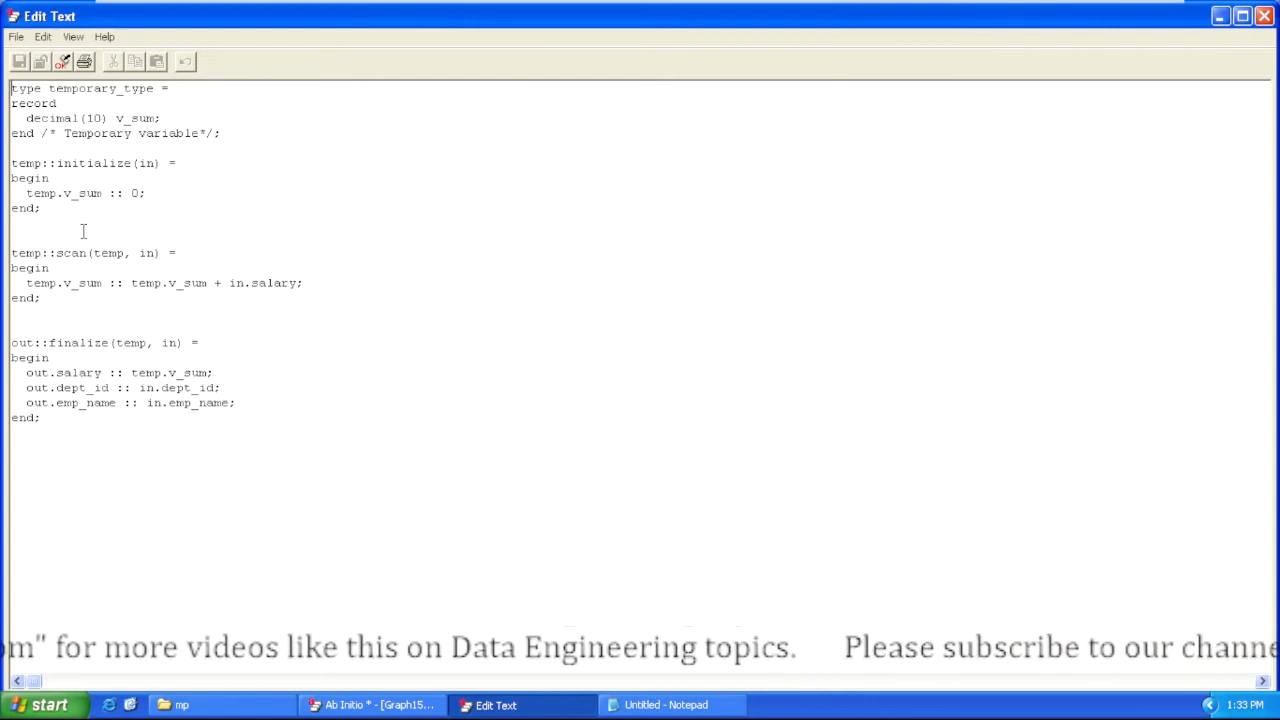 Edit Text
File Edit View Help
type temporary_type =
record
decimal(10) v_sum;
end /* Temporary variable*/;
temp::initialize(in) =
begin
temp.v_sum :: 0;
end;
temp::scan(temp, in) =
begin
temp.v_sum :: temp.v_sum + in.salary;
end;
out::finalize(temp, in) =
begin
out.salary :: temp.v_sum;
out.dept_id :: in.dept_id;
out.emp_name :: in.emp_name;
end;
om" for more videos like this on Data Engineering topics. Please subscribe to our channe
start mp Ab Initio * - [Graph15... Edit Text Untitled - Notepad 1:33 PM